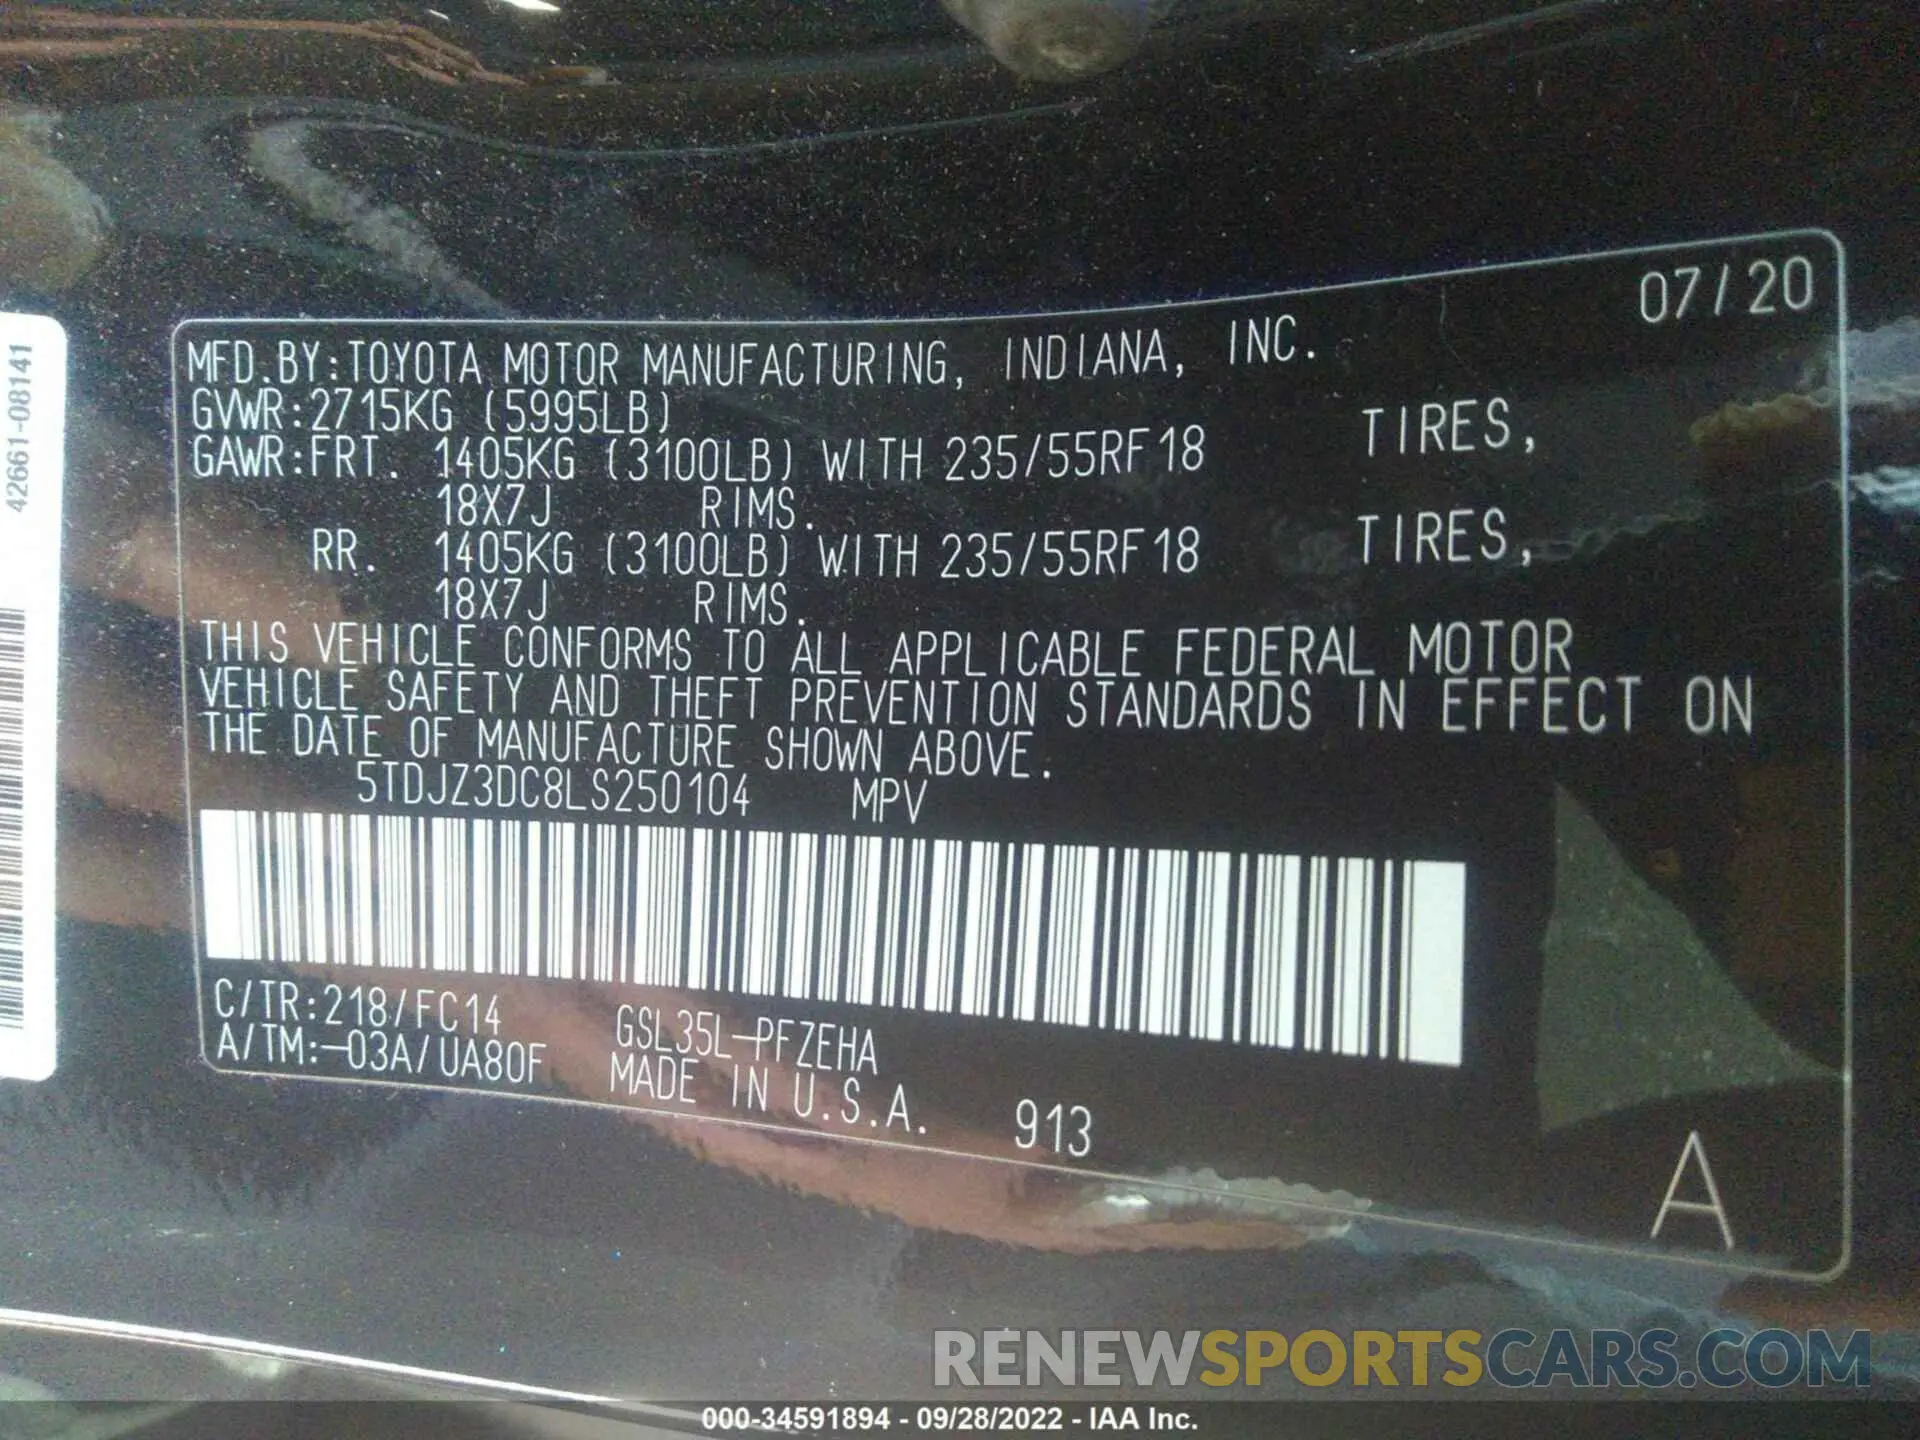 07/20
MFD.BY:TOYOTA MOTOR MANUFACTURING, INDIANA, INC.
GVWR:2715KG (5995LB)
GAWR:FRT. 1405KG (3100LB) WITH 235/55RF18 TIRES,
18X7J RIMS.
RR. 1405KG (3100LB) WITH 235/55RF18 TIRES,
18X7J RIMS.
THIS VEHICLE CONFORMS TO ALL APPLICABLE FEDERAL MOTOR
VEHICLE SAFETY AND THEFT PREVENTION STANDARDS IN EFFECT ON
THE DATE OF MANUFACTURE SHOWN ABOVE.
5TDJZ3DC8LS250104 MPV
C/TR:218/FC14 GSL35L-PFZEHA
A/TM:-03A/UA80F MADE IN U.S.A. 913
A
42661-08141
RENEWSPORTSCARS.COM
000-34591894 - 09/28/2022 - IAA Inc.